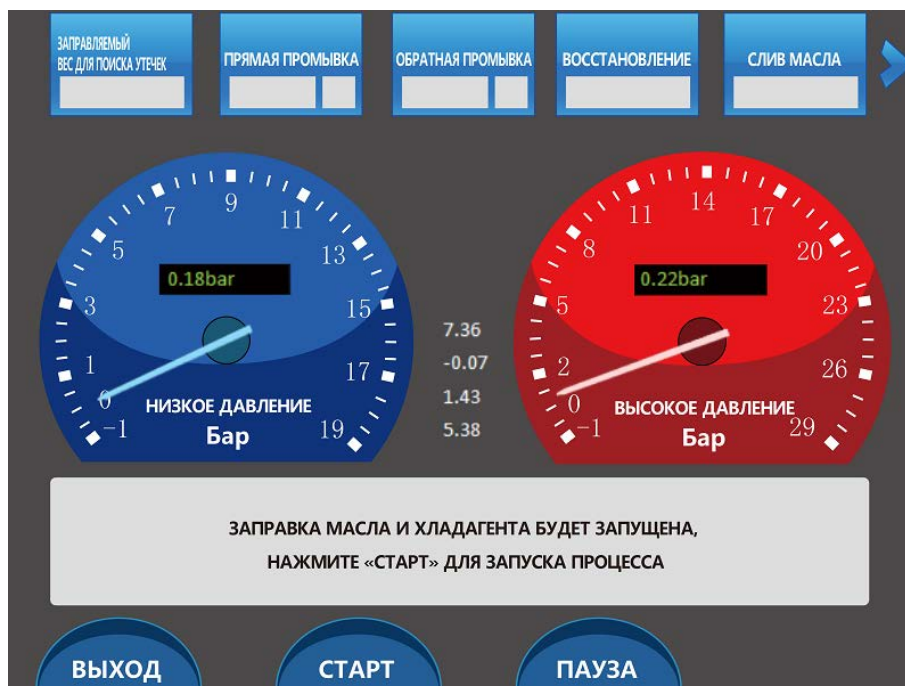 ЗАПРАВЛЯЕМЫЙ
ВЕС ДЛЯ ПОИСКА УТЕЧЕК
ПРЯМАЯ ПРОМЫВКА
ОБРАТНАЯ ПРОМЫВКА
ВОССТАНОВЛЕНИЕ
СЛИВ МАСЛА
-1
0
1
3
5
7
9
11
13
15
17
19
0.18bar
НИЗКОЕ ДАВЛЕНИЕ
Бар
7.36
-0.07
1.43
5.38
-1
0
2
5
8
11
14
17
20
23
26
29
0.22bar
ВЫСОКОЕ ДАВЛЕНИЕ
Бар
ЗАПРАВКА МАСЛА И ХЛАДАГЕНТА БУДЕТ ЗАПУЩЕНА,
НАЖМИТЕ «СТАРТ» ДЛЯ ЗАПУСКА ПРОЦЕССА
ВЫХОД
СТАРТ
ПАУЗА